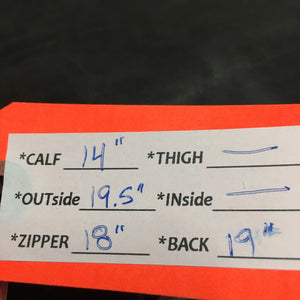 *CALF 14" *THIGH —
*OUTside 19.5" *INside —
*ZIPPER 18" *BACK 19"